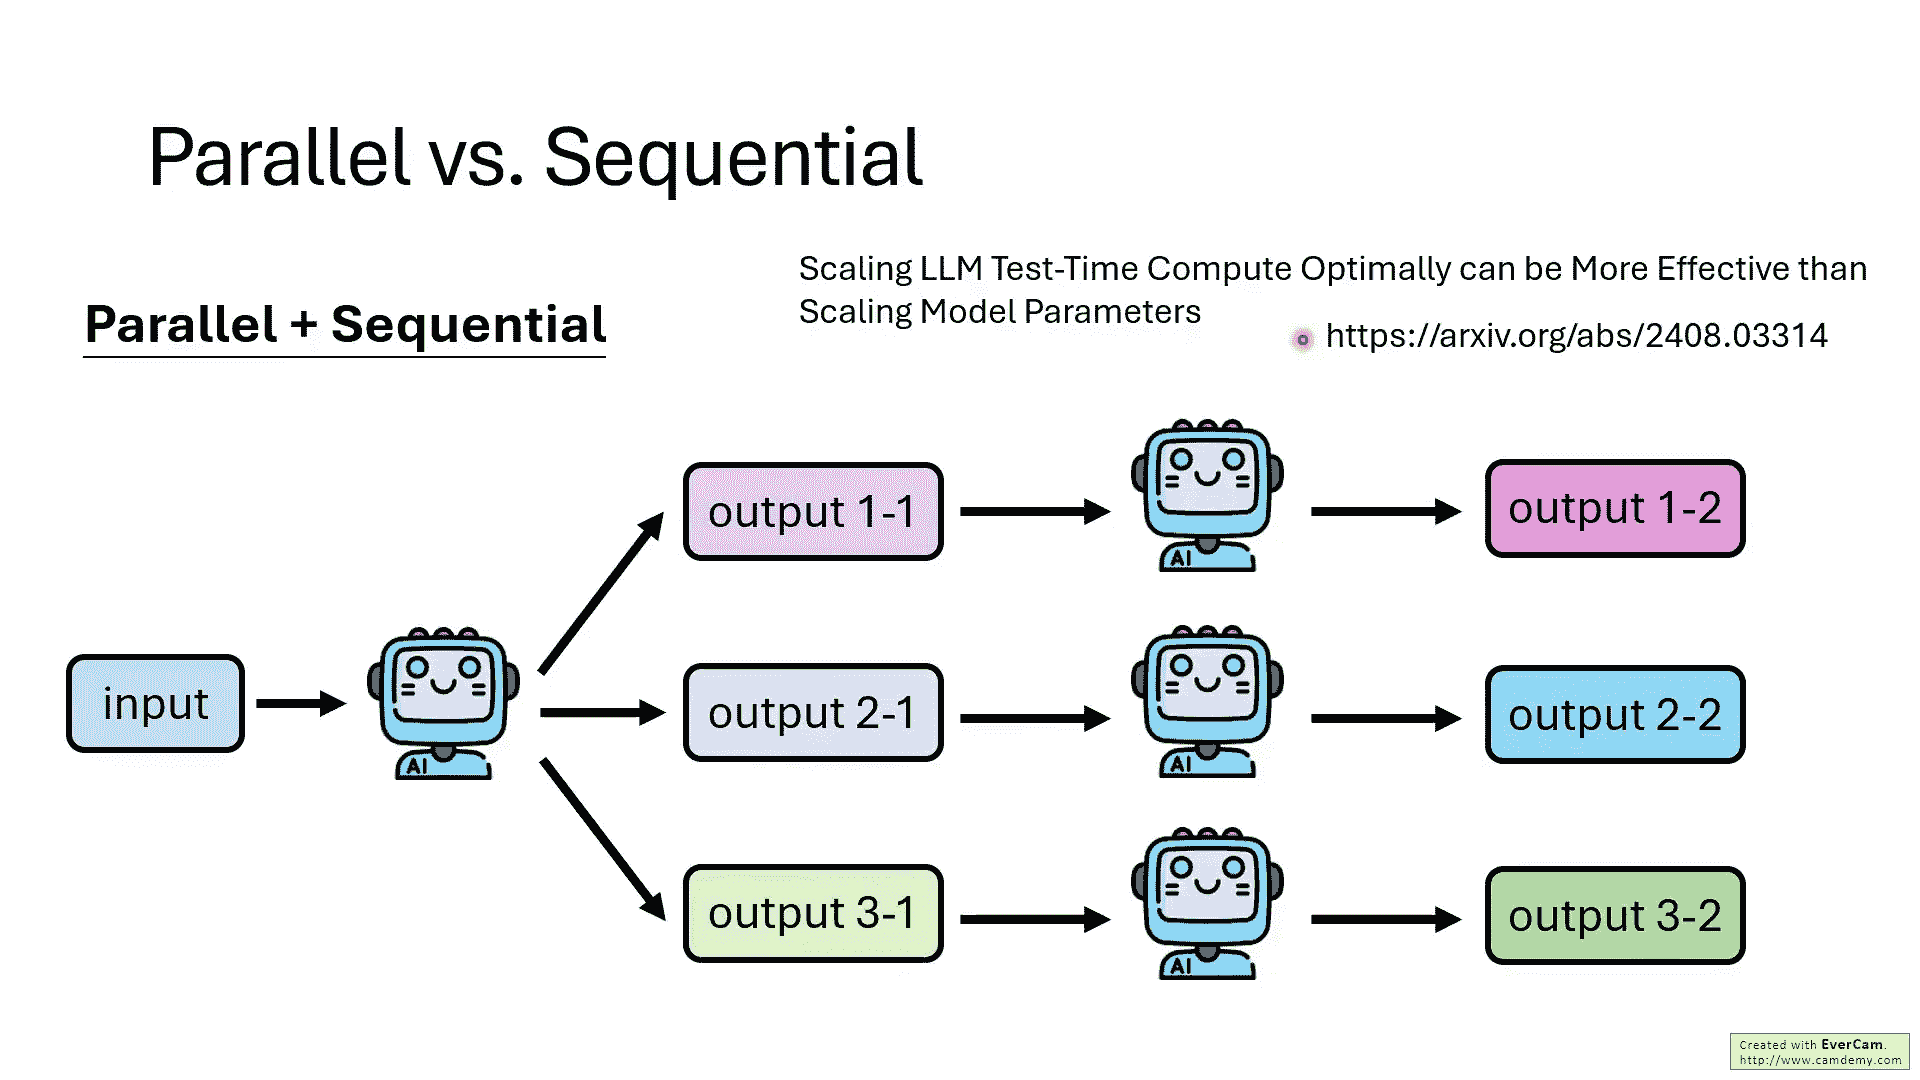 Parallel vs. Sequential
Parallel + Sequential
Scaling LLM Test-Time Compute Optimally can be More Effective than
Scaling Model Parameters
https://arxiv.org/abs/2408.03314
input
AI
output 1-1
AI
output 1-2
output 2-1
AI
output 2-2
output 3-1
AI
output 3-2
Created with EverCam.
http://www.camdemy.com